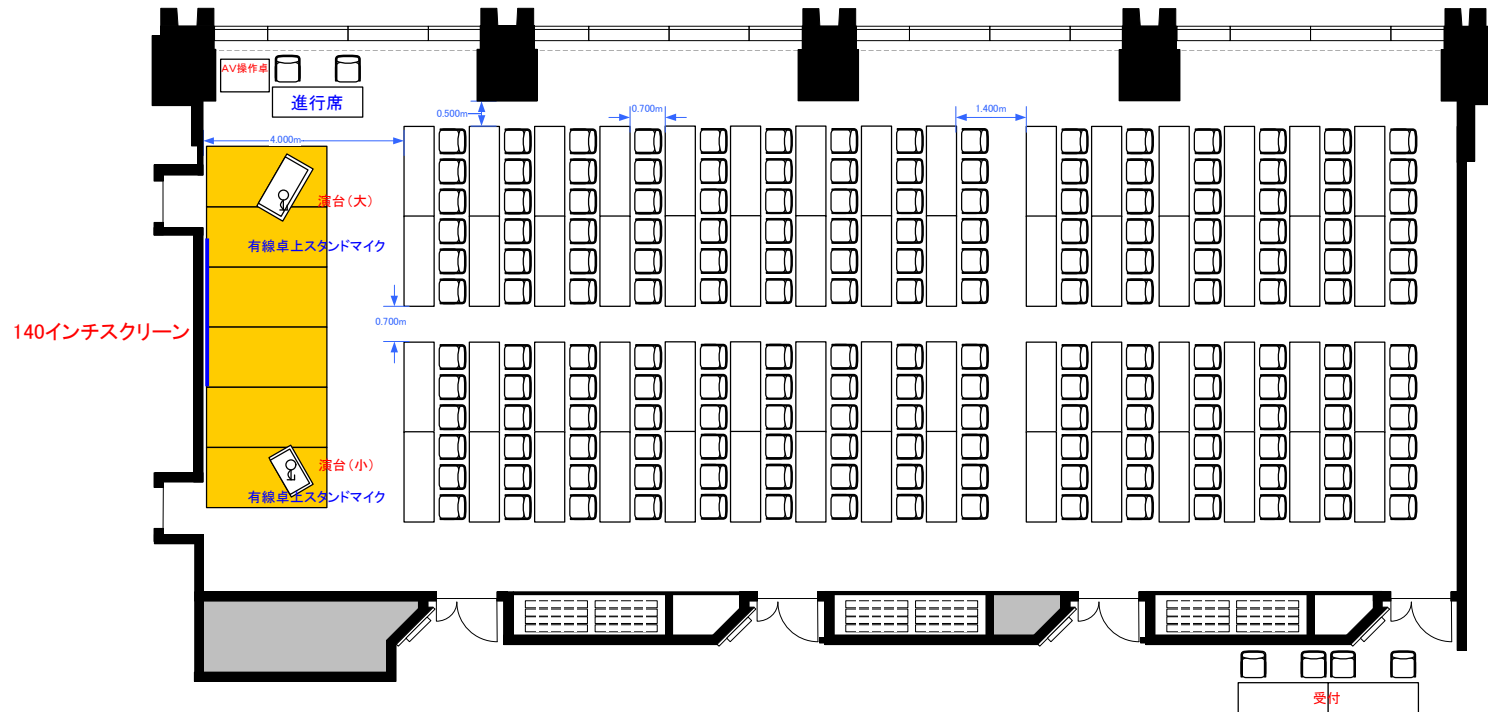 AV操作卓
進行席
0.500m
0.700m
1.400m
4.000m
演台(大)
有線卓上スタンドマイク
0.700m
140インチスクリーン
演台(小)
有線卓上スタンドマイク
受付